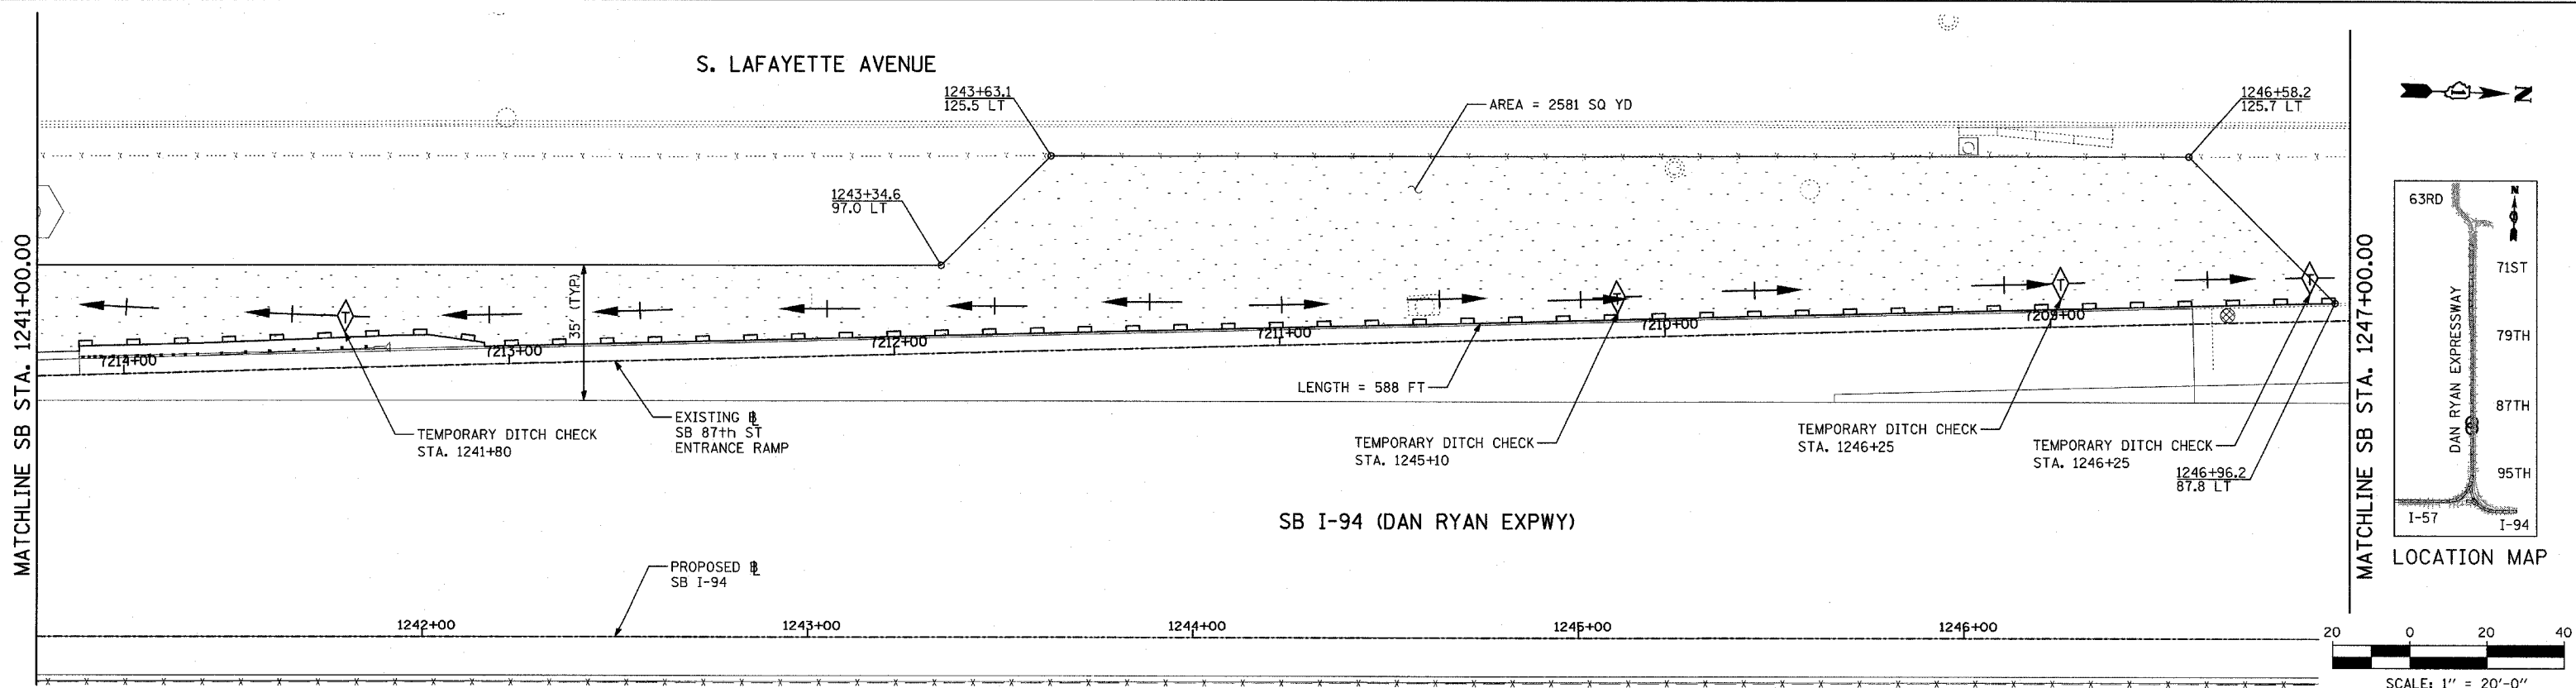 S. LAFAYETTE AVENUE
1243+63.1
125.5 LT
AREA = 2581 SQ YD
1246+58.2
125.7 LT
N
1243+34.6
97.0 LT
MATCHLINE SB STA. 1241+00.00
35' (TYP)
T
T
T
T
7214+00
7213+00
7212+00
7211+00
7210+00
7209+00
LENGTH = 588 FT
EXISTING B
SB 87th ST
ENTRANCE RAMP
TEMPORARY DITCH CHECK
STA. 1241+80
TEMPORARY DITCH CHECK
STA. 1245+10
TEMPORARY DITCH CHECK
STA. 1246+25
TEMPORARY DITCH CHECK
STA. 1246+25
1246+96.2
87.8 LT
SB I-94 (DAN RYAN EXPWY)
PROPOSED B
SB I-94
1242+00
1243+00
1244+00
1245+00
1246+00
MATCHLINE SB STA. 1247+00.00
63RD
N
71ST
79TH
87TH
95TH
DAN RYAN EXPRESSWAY
I-57
I-94
LOCATION MAP
20 0 20 40
SCALE: 1" = 20'-0"